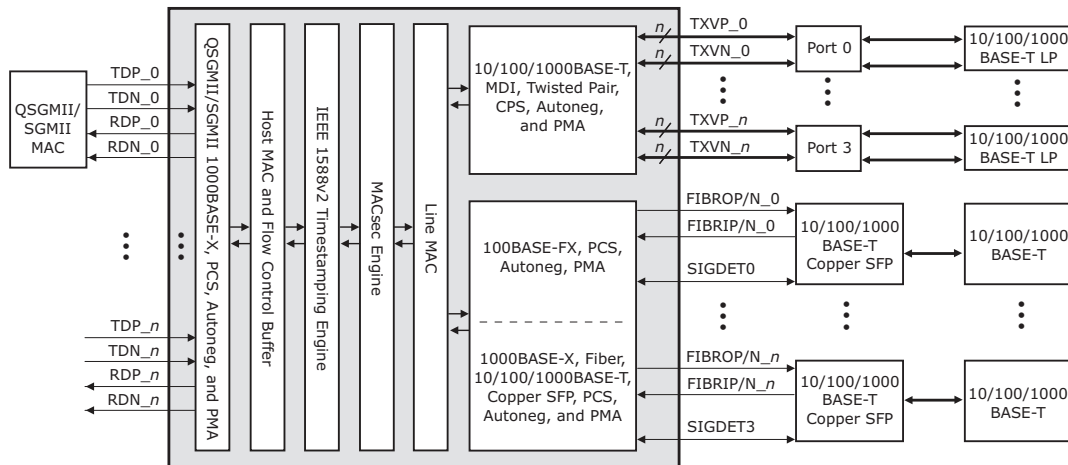 QSGMII/
SGMII
MAC
TDP_0
TDN_0
RDP_0
RDN_0
TDP_n
TDN_n
RDP_n
RDN_n
QSGMII/SGMII 1000BASE-X, PCS, Autoneg, and PMA
Host MAC and Flow Control Buffer
IEEE 1588v2 Timestamping Engine
MACsec Engine
Line MAC
10/100/1000BASE-T,
MDI, Twisted Pair,
CPS, Autoneg,
and PMA
100BASE-FX, PCS,
Autoneg, PMA
1000BASE-X, Fiber,
10/100/1000BASE-T,
Copper SFP, PCS,
Autoneg, and PMA
n
TXVP_0
n
TXVN_0
n
TXVP_n
n
TXVN_n
Port 0
Port 3
10/100/1000
BASE-T LP
10/100/1000
BASE-T LP
FIBROP/N_0
FIBRIP/N_0
SIGDET0
10/100/1000
BASE-T
Copper SFP
10/100/1000
BASE-T
FIBROP/N_n
FIBRIP/N_n
SIGDET3
10/100/1000
BASE-T
Copper SFP
10/100/1000
BASE-T